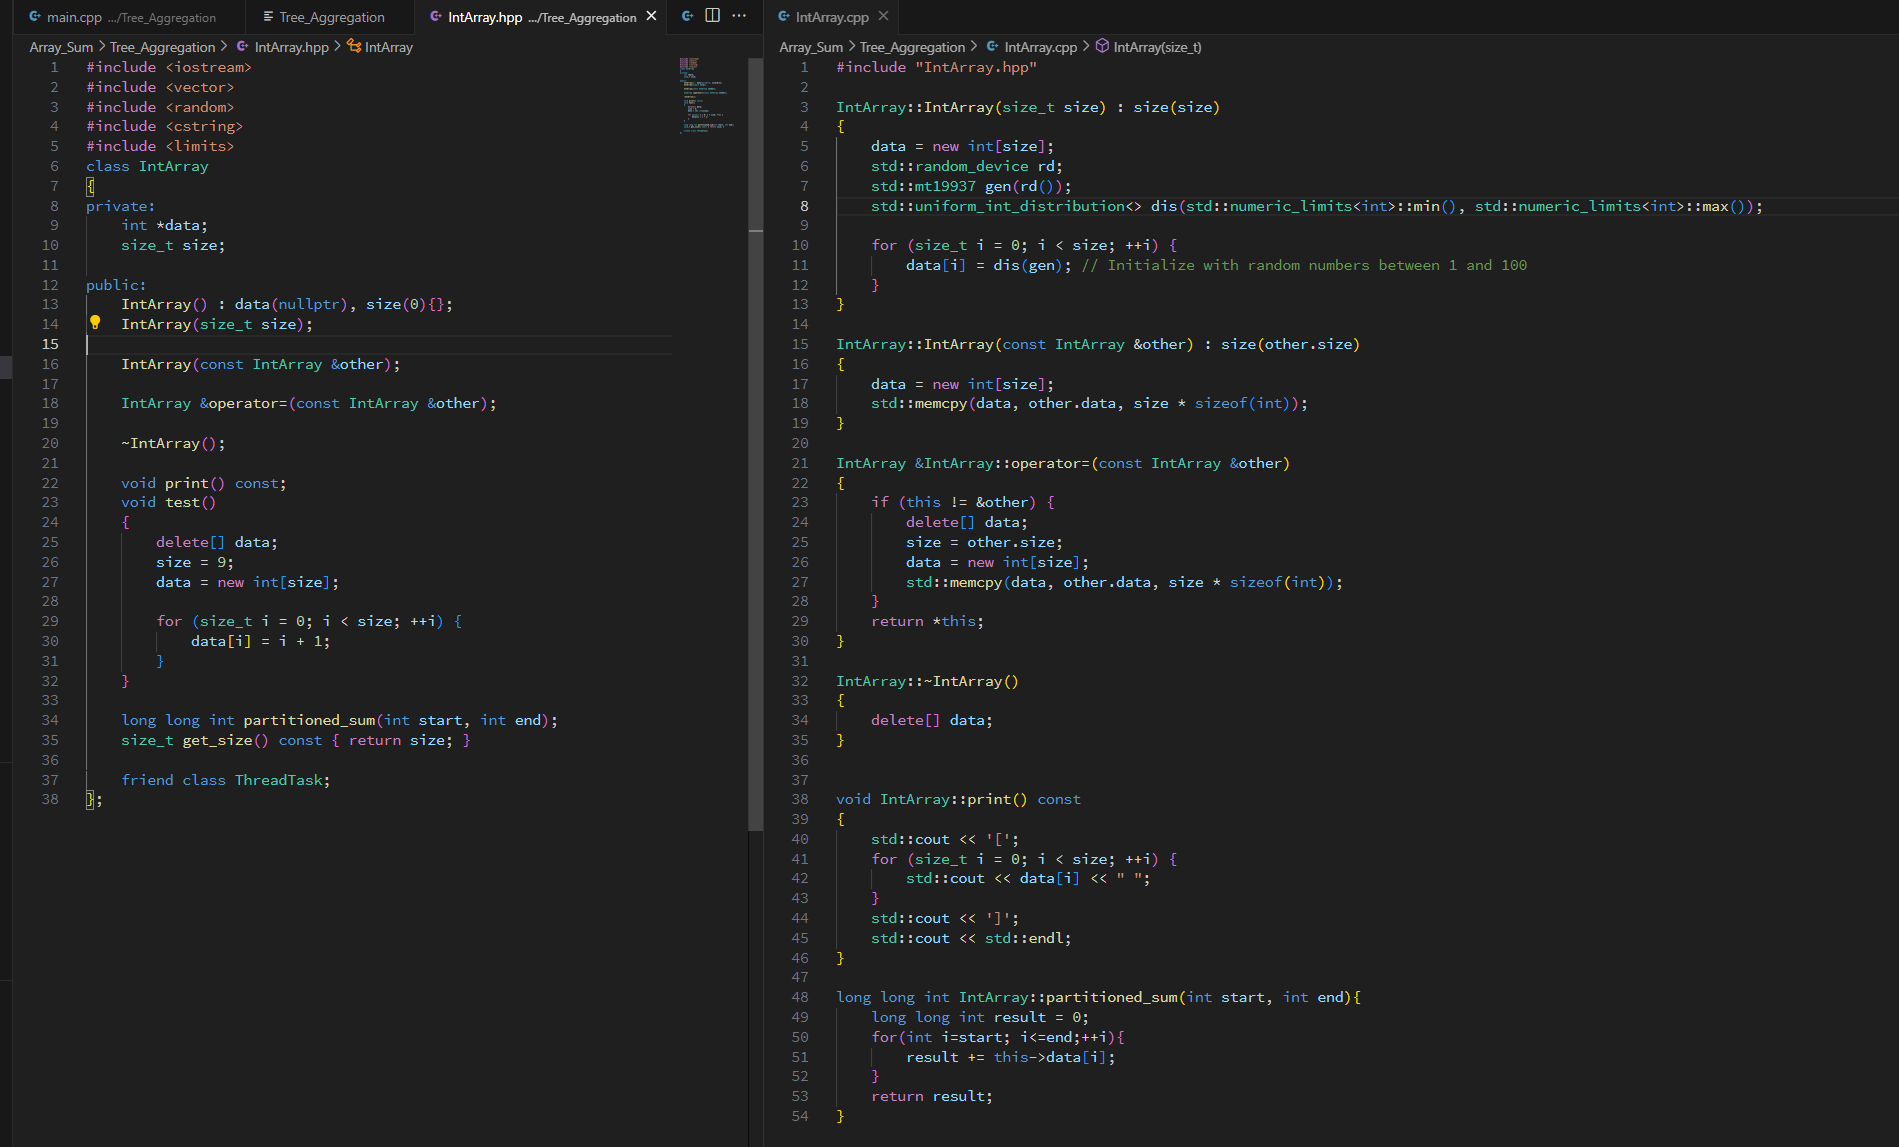 main.cpp .../Tree_Aggregation
Tree_Aggregation
IntArray.hpp .../Tree_Aggregation
IntArray.cpp
Array_Sum > Tree_Aggregation > IntArray.hpp > IntArray
1 #include <iostream>
2 #include <vector>
3 #include <random>
4 #include <cstring>
5 #include <limits>
6 class IntArray
7 {
8 private:
9     int *data;
10     size_t size;
11
12 public:
13     IntArray() : data(nullptr), size(0){};
14     IntArray(size_t size);
15
16     IntArray(const IntArray &other);
17
18     IntArray &operator=(const IntArray &other);
19
20     ~IntArray();
21
22     void print() const;
23     void test()
24     {
25         delete[] data;
26         size = 9;
27         data = new int[size];
28
29         for (size_t i = 0; i < size; ++i) {
30             data[i] = i + 1;
31         }
32     }
33
34     long long int partitioned_sum(int start, int end);
35     size_t get_size() const { return size; }
36
37     friend class ThreadTask;
38 };
Array_Sum > Tree_Aggregation > IntArray.cpp > IntArray(size_t)
1 #include "IntArray.hpp"
2
3 IntArray::IntArray(size_t size) : size(size)
4 {
5     data = new int[size];
6     std::random_device rd;
7     std::mt19937 gen(rd());
8     std::uniform_int_distribution<> dis(std::numeric_limits<int>::min(), std::numeric_limits<int>::max());
9
10     for (size_t i = 0; i < size; ++i) {
11         data[i] = dis(gen); // Initialize with random numbers between 1 and 100
12     }
13 }
14
15 IntArray::IntArray(const IntArray &other) : size(other.size)
16 {
17     data = new int[size];
18     std::memcpy(data, other.data, size * sizeof(int));
19 }
20
21 IntArray &IntArray::operator=(const IntArray &other)
22 {
23     if (this != &other) {
24         delete[] data;
25         size = other.size;
26         data = new int[size];
27         std::memcpy(data, other.data, size * sizeof(int));
28     }
29     return *this;
30 }
31
32 IntArray::~IntArray()
33 {
34     delete[] data;
35 }
36
37
38 void IntArray::print() const
39 {
40     std::cout << '[';
41     for (size_t i = 0; i < size; ++i) {
42         std::cout << data[i] << " ";
43     }
44     std::cout << ']';
45     std::cout << std::endl;
46 }
47
48 long long int IntArray::partitioned_sum(int start, int end){
49     long long int result = 0;
50     for(int i=start; i<=end;++i){
51         result += this->data[i];
52     }
53     return result;
54 }